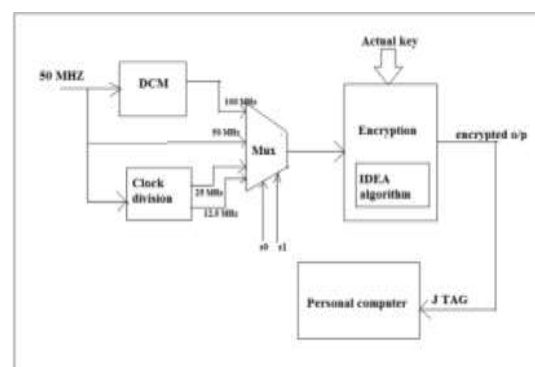 Actual key
50 MHZ
DCM
100 MHz
50 MHz
Mux
Encryption
encrypted o/p
IDEA
algorithm
Clock
division
25 MHz
12.5 MHz
s0
s1
Personal computer
J TAG